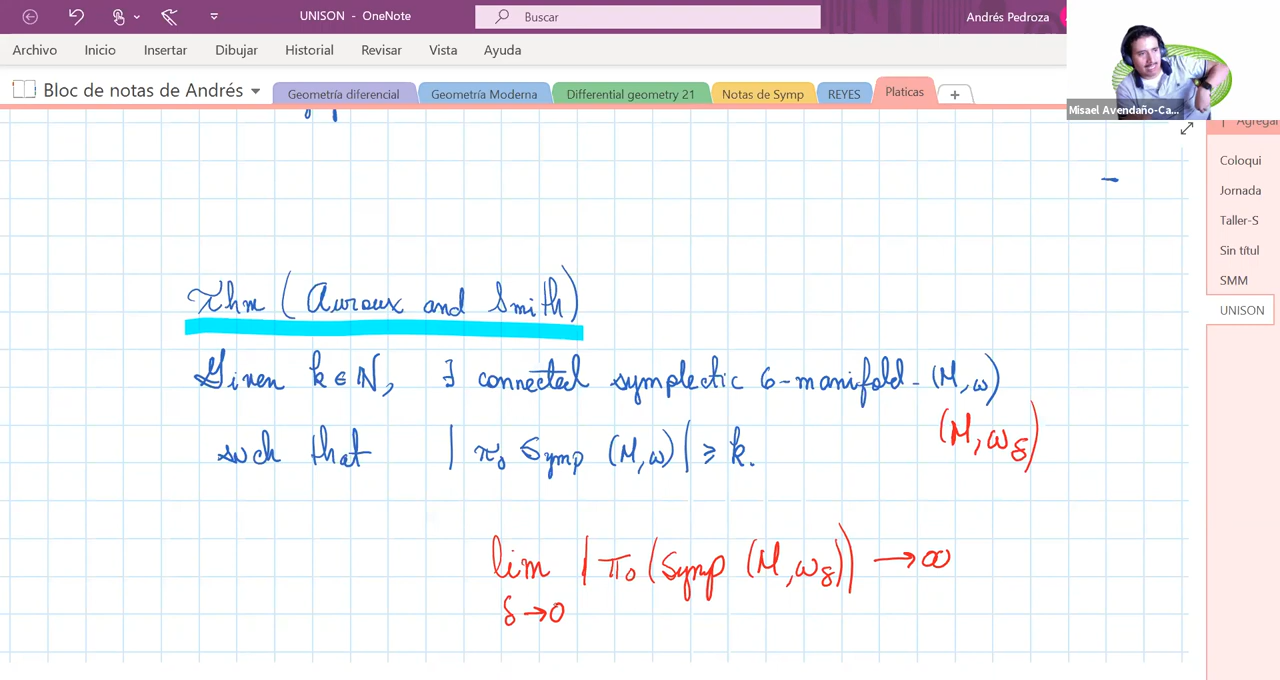 UNISON - OneNote
Buscar
Andrés Pedroza
Archivo Inicio Insertar Dibujar Historial Revisar Vista Ayuda
Bloc de notas de Andrés
Geometría diferencial
Geometría Moderna
Differential geometry 21
Notas de Symp
REYES
Platicas
Misael Avendaño-Ca...
Agregar
Coloqui
Jornada
Taller-S
Sin títul
SMM
UNISON
Thm (Auroux and Smith)
Given k ∈ N, ∃ connected symplectic 6-manifold - (M, ω)
(M, ω_δ)
such that | π₀ Symp (M, ω) | ≥ k.
lim | π₀ (Symp (M, ω_δ)) → ∞
δ → 0